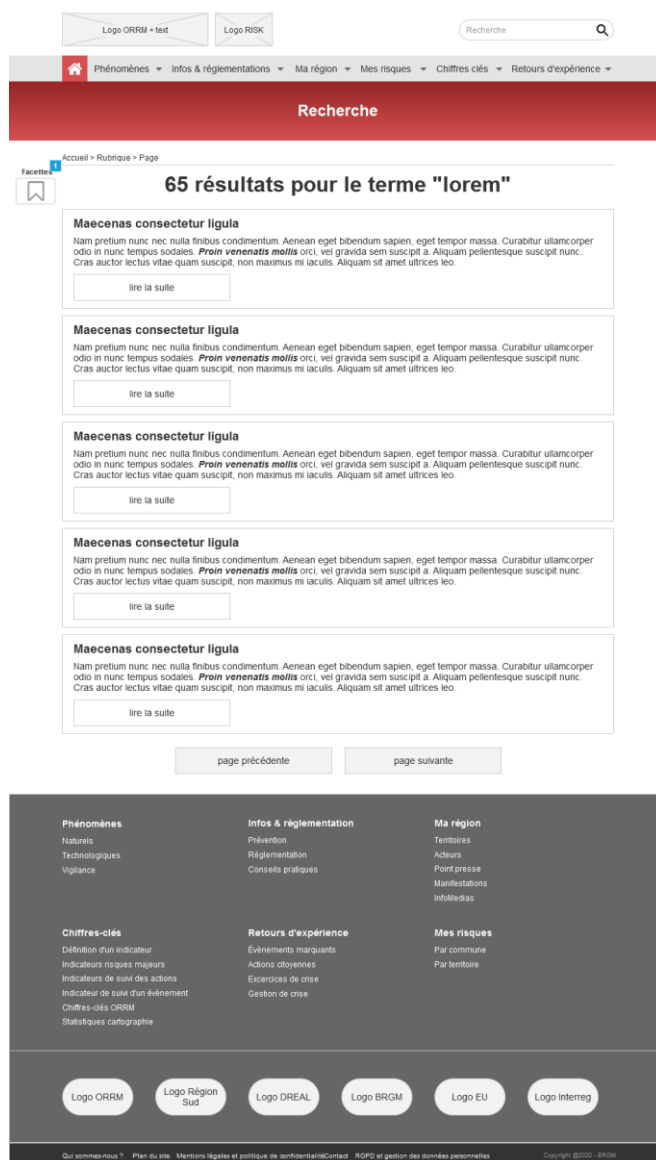 Logo ORRM + text
Logo RISK
Recherche
Phénomènes
Infos & réglementations
Ma région
Mes risques
Chiffres clés
Retours d'expérience
Recherche
Accueil > Rubrique > Page
1
Facettes
65 résultats pour le terme "lorem"
Maecenas consectetur ligula
Nam pretium nunc nec nulla finibus condimentum. Aenean eget bibendum sapien, eget tempor massa. Curabitur ullamcorper
odio in nunc tempus sodales. Proin venenatis mollis orci, vel gravida sem suscipit a. Aliquam pellentesque suscipit nunc.
Cras auctor lectus vitae quam suscipit, non maximus mi iaculis. Aliquam sit amet ultrices leo.
lire la suite
Maecenas consectetur ligula
Nam pretium nunc nec nulla finibus condimentum. Aenean eget bibendum sapien, eget tempor massa. Curabitur ullamcorper
odio in nunc tempus sodales. Proin venenatis mollis orci, vel gravida sem suscipit a. Aliquam pellentesque suscipit nunc.
Cras auctor lectus vitae quam suscipit, non maximus mi iaculis. Aliquam sit amet ultrices leo.
lire la suite
Maecenas consectetur ligula
Nam pretium nunc nec nulla finibus condimentum. Aenean eget bibendum sapien, eget tempor massa. Curabitur ullamcorper
odio in nunc tempus sodales. Proin venenatis mollis orci, vel gravida sem suscipit a. Aliquam pellentesque suscipit nunc.
Cras auctor lectus vitae quam suscipit, non maximus mi iaculis. Aliquam sit amet ultrices leo.
lire la suite
Maecenas consectetur ligula
Nam pretium nunc nec nulla finibus condimentum. Aenean eget bibendum sapien, eget tempor massa. Curabitur ullamcorper
odio in nunc tempus sodales. Proin venenatis mollis orci, vel gravida sem suscipit a. Aliquam pellentesque suscipit nunc.
Cras auctor lectus vitae quam suscipit, non maximus mi iaculis. Aliquam sit amet ultrices leo.
lire la suite
Maecenas consectetur ligula
Nam pretium nunc nec nulla finibus condimentum. Aenean eget bibendum sapien, eget tempor massa. Curabitur ullamcorper
odio in nunc tempus sodales. Proin venenatis mollis orci, vel gravida sem suscipit a. Aliquam pellentesque suscipit nunc.
Cras auctor lectus vitae quam suscipit, non maximus mi iaculis. Aliquam sit amet ultrices leo.
lire la suite
page précédente
page suivante
Phénomènes
Naturels
Technologiques
Vigilance
Infos & règlementation
Prévention
Réglementation
Conseils pratiques
Ma région
Territoires
Acteurs
Point presse
Manifestations
InfoMedias
Chiffres-clés
Définition d'un indicateur
Indicateurs risques majeurs
Indicateurs de suivi des actions
Indicateur de suivi d'un évènement
Chiffres-clés ORRM
Statistiques cartographie
Retours d'expérience
Évènements marquants
Actions citoyennes
Excercices de crise
Gestion de crise
Mes risques
Par commune
Par territoire
Logo ORRM
Logo Région
Sud
Logo DREAL
Logo BRGM
Logo EU
Logo Interreg
Qui sommes-nous ? Plan du site Mentions légales et politique de confidentialitéContact RGPD et gestion des données personnelles
Copyright @2020 - BRGM